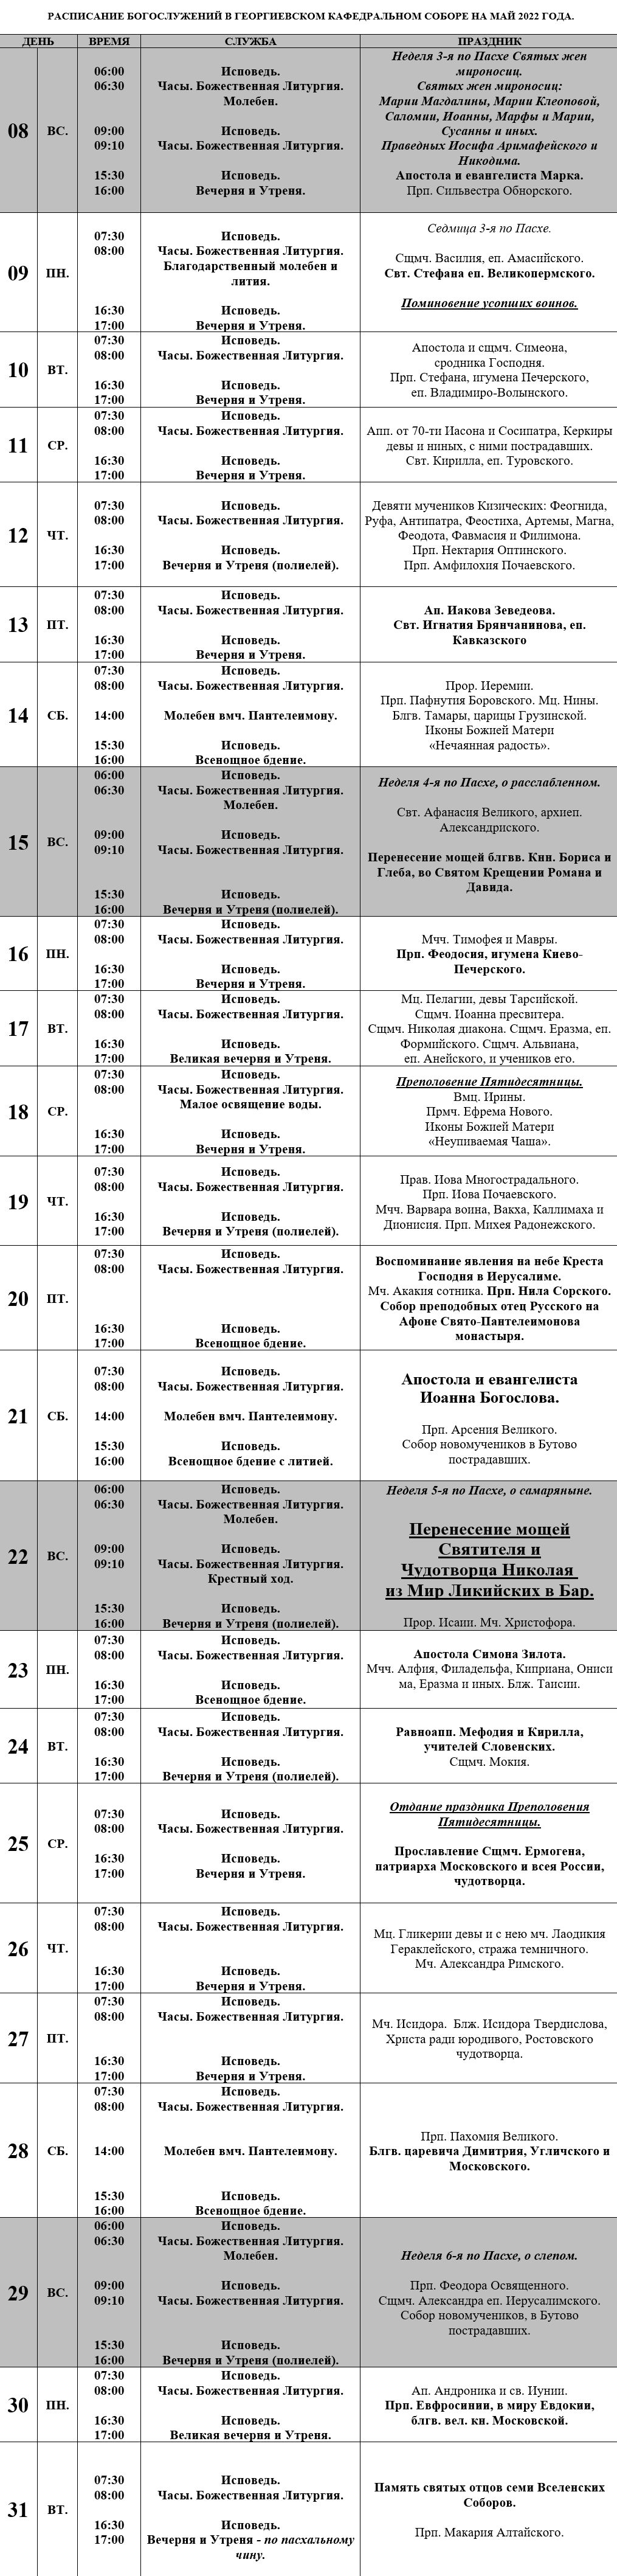 РАСПИСАНИЕ БОГОСЛУЖЕНИЙ В ГЕОРГИЕВСКОМ КАФЕДРАЛЬНОМ СОБОРЕ НА МАЙ 2022 ГОДА.
ДЕНЬ ВРЕМЯ СЛУЖБА ПРАЗДНИК
08 ВС.
06:00 Исповедь.
06:30 Часы. Божественная Литургия.
Молебен.
09:00 Исповедь.
09:10 Часы. Божественная Литургия.
15:30 Исповедь.
16:00 Вечерня и Утреня.
Неделя 3-я по Пасхе Святых жен
мироносиц.
Святых жен мироносиц:
Марии Магдалины, Марии Клеоповой,
Саломии, Иоанны, Марфы и Марии,
Сусанны и иных.
Праведных Иосифа Аримафейского и
Никодима.
Апостола и евангелиста Марка.
Прп. Сильвестра Обнорского.
09 ПН.
07:30 Исповедь.
08:00 Часы. Божественная Литургия.
Благодарственный молебен и
лития.
16:30 Исповедь.
17:00 Вечерня и Утреня.
Седмица 3-я по Пасхе.
Сщмч. Василия, еп. Амасийского.
Свт. Стефана еп. Великопермского.
Поминовение усопших воинов.
10 ВТ.
07:30 Исповедь.
08:00 Часы. Божественная Литургия.
16:30 Исповедь.
17:00 Вечерня и Утреня.
Апостола и сщмч. Симеона,
сродника Господня.
Прп. Стефана, игумена Печерского,
еп. Владимиро-Волынского.
11 СР.
07:30 Исповедь.
08:00 Часы. Божественная Литургия.
16:30 Исповедь.
17:00 Вечерня и Утреня.
Апп. от 70-ти Иасона и Сосипатра, Керкиры
девы и ниных, с ними пострадавших.
Свт. Кирилла, еп. Туровского.
12 ЧТ.
07:30 Исповедь.
08:00 Часы. Божественная Литургия.
16:30 Исповедь.
17:00 Вечерня и Утреня (полиелей).
Девяти мучеников Кизических: Феогнида,
Руфа, Антипатра, Феостиха, Артемы, Магна,
Феодота, Фавмасия и Филимона.
Прп. Нектария Оптинского.
Прп. Амфилохия Почаевского.
13 ПТ.
07:30 Исповедь.
08:00 Часы. Божественная Литургия.
16:30 Исповедь.
17:00 Вечерня и Утреня.
Ап. Иакова Зеведеова.
Свт. Игнатия Брянчанинова, еп.
Кавказского
14 СБ.
07:30 Исповедь.
08:00 Часы. Божественная Литургия.
14:00 Молебен вмч. Пантелеимону.
15:30 Исповедь.
16:00 Всенощное бдение.
Прор. Иеремии.
Прп. Пафнутия Боровского. Мц. Нины.
Блгв. Тамары, царицы Грузинской.
Иконы Божией Матери
«Нечаянная радость».
15 ВС.
06:00 Исповедь.
06:30 Часы. Божественная Литургия.
Молебен.
09:00 Исповедь.
09:10 Часы. Божественная Литургия.
15:30 Исповедь.
16:00 Вечерня и Утреня (полиелей).
Неделя 4-я по Пасхе, о расслабленном.
Свт. Афанасия Великого, архиеп.
Александриского.
Перенесение мощей блгвв. Кнн. Бориса и
Глеба, во Святом Крещении Романа и
Давида.
16 ПН.
07:30 Исповедь.
08:00 Часы. Божественная Литургия.
16:30 Исповедь.
17:00 Вечерня и Утреня.
Мчч. Тимофея и Мавры.
Прп. Феодосия, игумена Киево-
Печерского.
17 ВТ.
07:30 Исповедь.
08:00 Часы. Божественная Литургия.
16:30 Исповедь.
17:00 Великая вечерня и Утреня.
Мц. Пелагии, девы Тарсийской.
Сщмч. Иоанна пресвитера.
Сщмч. Николая диакона. Сщмч. Еразма, еп.
Формийского. Сщмч. Альвиана,
еп. Анейского, и учеников его.
18 СР.
07:30 Исповедь.
08:00 Часы. Божественная Литургия.
Малое освящение воды.
16:30 Исповедь.
17:00 Вечерня и Утреня.
Преполовение Пятидесятницы.
Вмц. Ирины.
Прмч. Ефрема Нового.
Иконы Божией Матери
«Неупиваемая Чаша».
19 ЧТ.
07:30 Исповедь.
08:00 Часы. Божественная Литургия.
16:30 Исповедь.
17:00 Вечерня и Утреня (полиелей).
Прав. Иова Многострадального.
Прп. Иова Почаевского.
Мчч. Варвара воина, Вакха, Каллимаха и
Дионисия. Прп. Михея Радонежского.
20 ПТ.
07:30 Исповедь.
08:00 Часы. Божественная Литургия.
16:30 Исповедь.
17:00 Всенощное бдение.
Воспоминание явления на небе Креста
Господня в Иерусалиме.
Мч. Акакия сотника. Прп. Нила Сорского.
Собор преподобных отец Русского на
Афоне Свято-Пантелеимонова
монастыря.
21 СБ.
07:30 Исповедь.
08:00 Часы. Божественная Литургия.
14:00 Молебен вмч. Пантелеимону.
15:30 Исповедь.
16:00 Всенощное бдение с литией.
Апостола и евангелиста
Иоанна Богослова.
Прп. Арсения Великого.
Собор новомучеников в Бутово
пострадавших.
22 ВС.
06:00 Исповедь.
06:30 Часы. Божественная Литургия.
Молебен.
09:00 Исповедь.
09:10 Часы. Божественная Литургия.
Крестный ход.
15:30 Исповедь.
16:00 Вечерня и Утреня (полиелей).
Неделя 5-я по Пасхе, о самаряныне.
Перенесение мощей
Святителя и
Чудотворца Николая
из Мир Ликийских в Бар.
Прор. Исаии. Мч. Христофора.
23 ПН.
07:30 Исповедь.
08:00 Часы. Божественная Литургия.
16:30 Исповедь.
17:00 Всенощное бдение.
Апостола Симона Зилота.
Мчч. Алфия, Филадельфа, Киприана, Ониси
ма, Еразма и иных. Блж. Таисии.
24 ВТ.
07:30 Исповедь.
08:00 Часы. Божественная Литургия.
16:30 Исповедь.
17:00 Вечерня и Утреня (полиелей).
Равноапп. Мефодия и Кирилла,
учителей Словенских.
Сщмч. Мокия.
25 СР.
07:30 Исповедь.
08:00 Часы. Божественная Литургия.
16:30 Исповедь.
17:00 Вечерня и Утреня.
Отдание праздника Преполовения
Пятидесятницы.
Прославление Сщмч. Ермогена,
патриарха Московского и всея России,
чудотворца.
26 ЧТ.
07:30 Исповедь.
08:00 Часы. Божественная Литургия.
16:30 Исповедь.
17:00 Вечерня и Утреня.
Мц. Гликерии девы и с нею мч. Лаодикия
Гераклейского, стража темничного.
Мч. Александра Римского.
27 ПТ.
07:30 Исповедь.
08:00 Часы. Божественная Литургия.
16:30 Исповедь.
17:00 Вечерня и Утреня.
Мч. Исидора. Блж. Исидора Твердислова,
Христа ради юродивого, Ростовского
чудотворца.
28 СБ.
07:30 Исповедь.
08:00 Часы. Божественная Литургия.
14:00 Молебен вмч. Пантелеимону.
15:30 Исповедь.
16:00 Всенощное бдение.
Прп. Пахомия Великого.
Блгв. царевича Димитрия, Угличского и
Московского.
29 ВС.
06:00 Исповедь.
06:30 Часы. Божественная Литургия.
Молебен.
09:00 Исповедь.
09:10 Часы. Божественная Литургия.
15:30 Исповедь.
16:00 Вечерня и Утреня (полиелей).
Неделя 6-я по Пасхе, о слепом.
Прп. Феодора Освященного.
Сщмч. Александра еп. Иерусалимского.
Собор новомучеников, в Бутово
пострадавших.
30 ПН.
07:30 Исповедь.
08:00 Часы. Божественная Литургия.
16:30 Исповедь.
17:00 Великая вечерня и Утреня.
Ап. Андроника и св. Иунии.
Прп. Евфросинии, в миру Евдокии,
блгв. вел. кн. Московской.
31 ВТ.
07:30 Исповедь.
08:00 Часы. Божественная Литургия.
16:30 Исповедь.
17:00 Вечерня и Утреня - по пасхальному
чину.
Память святых отцов семи Вселенских
Соборов.
Прп. Макария Алтайского.